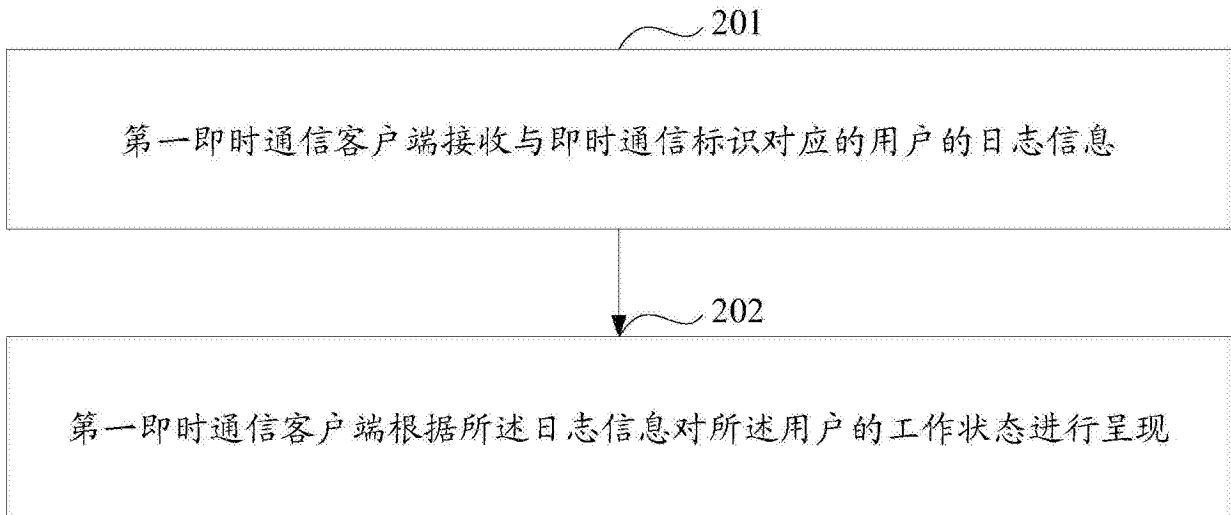 201
第一即时通信客户端接收与即时通信标识对应的用户的日志信息
202
第一即时通信客户端根据所述日志信息对所述用户的工作状态进行呈现